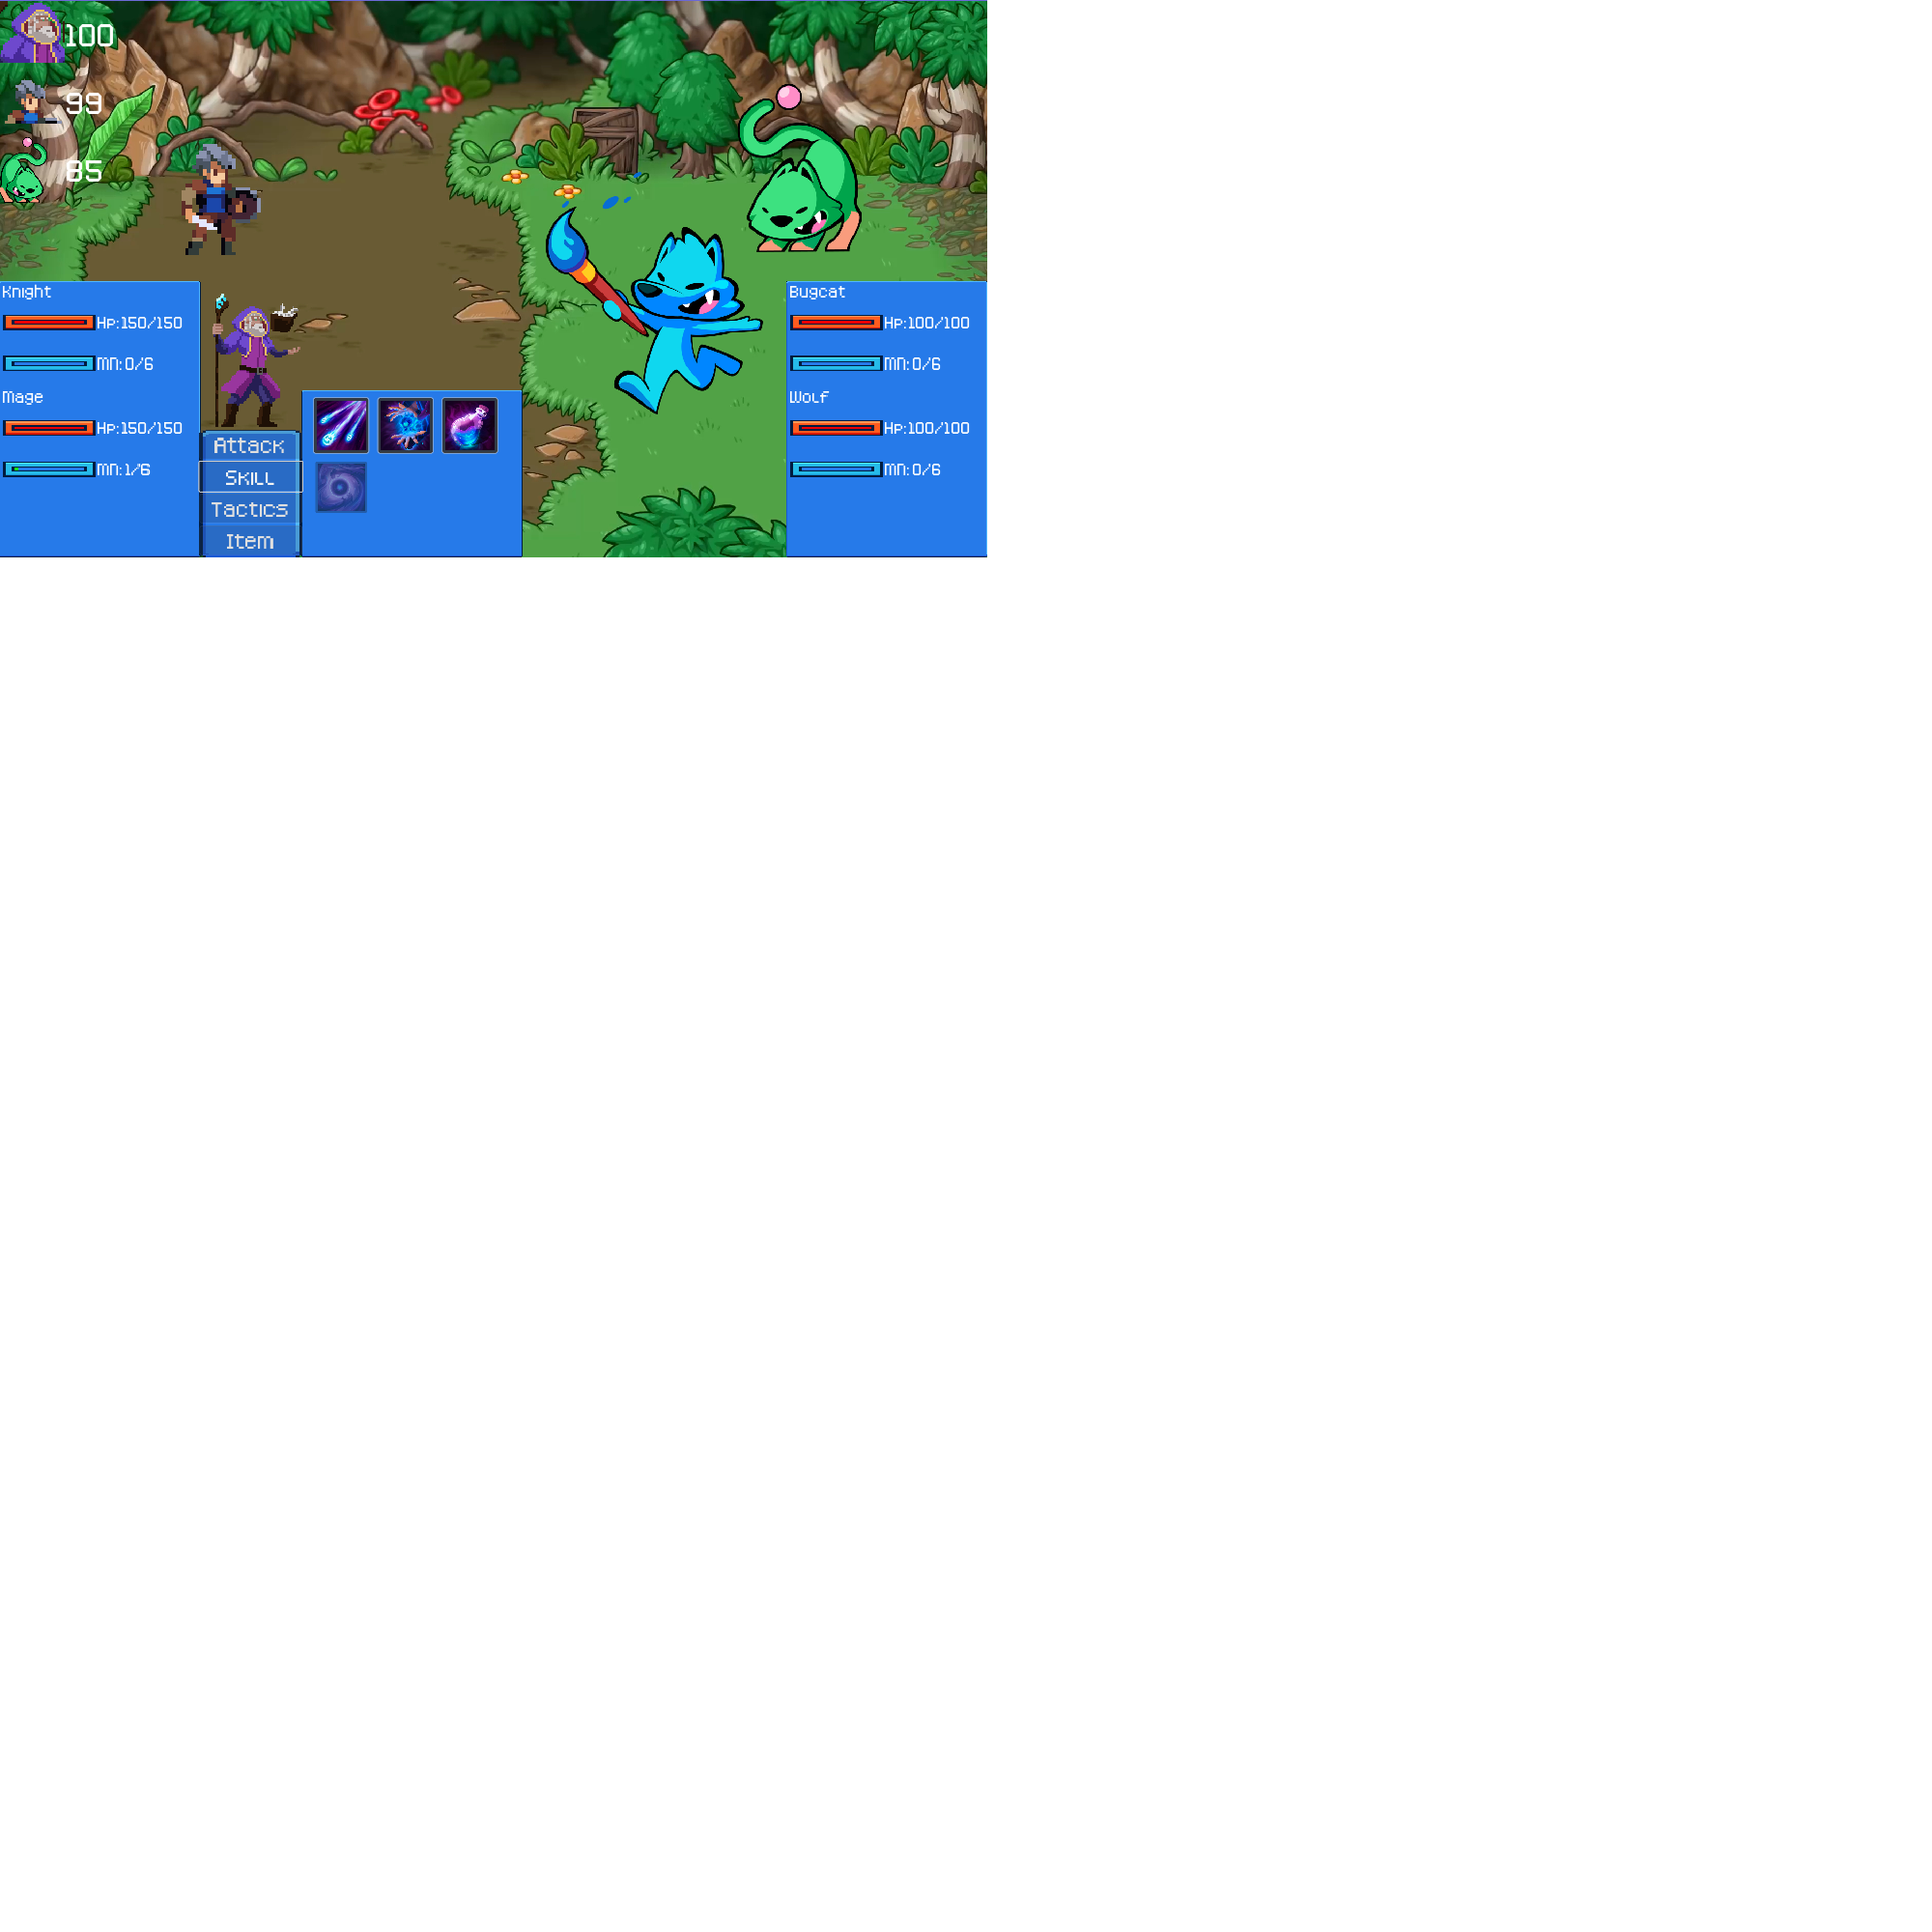 100
99
85
Knight
Hp:150/150
MN:0/6
Mage
Hp:150/150
MN:1/6
Attack
Skill
Tactics
Item
Bugcat
Hp:100/100
MN:0/6
Wolf
Hp:100/100
MN:0/6